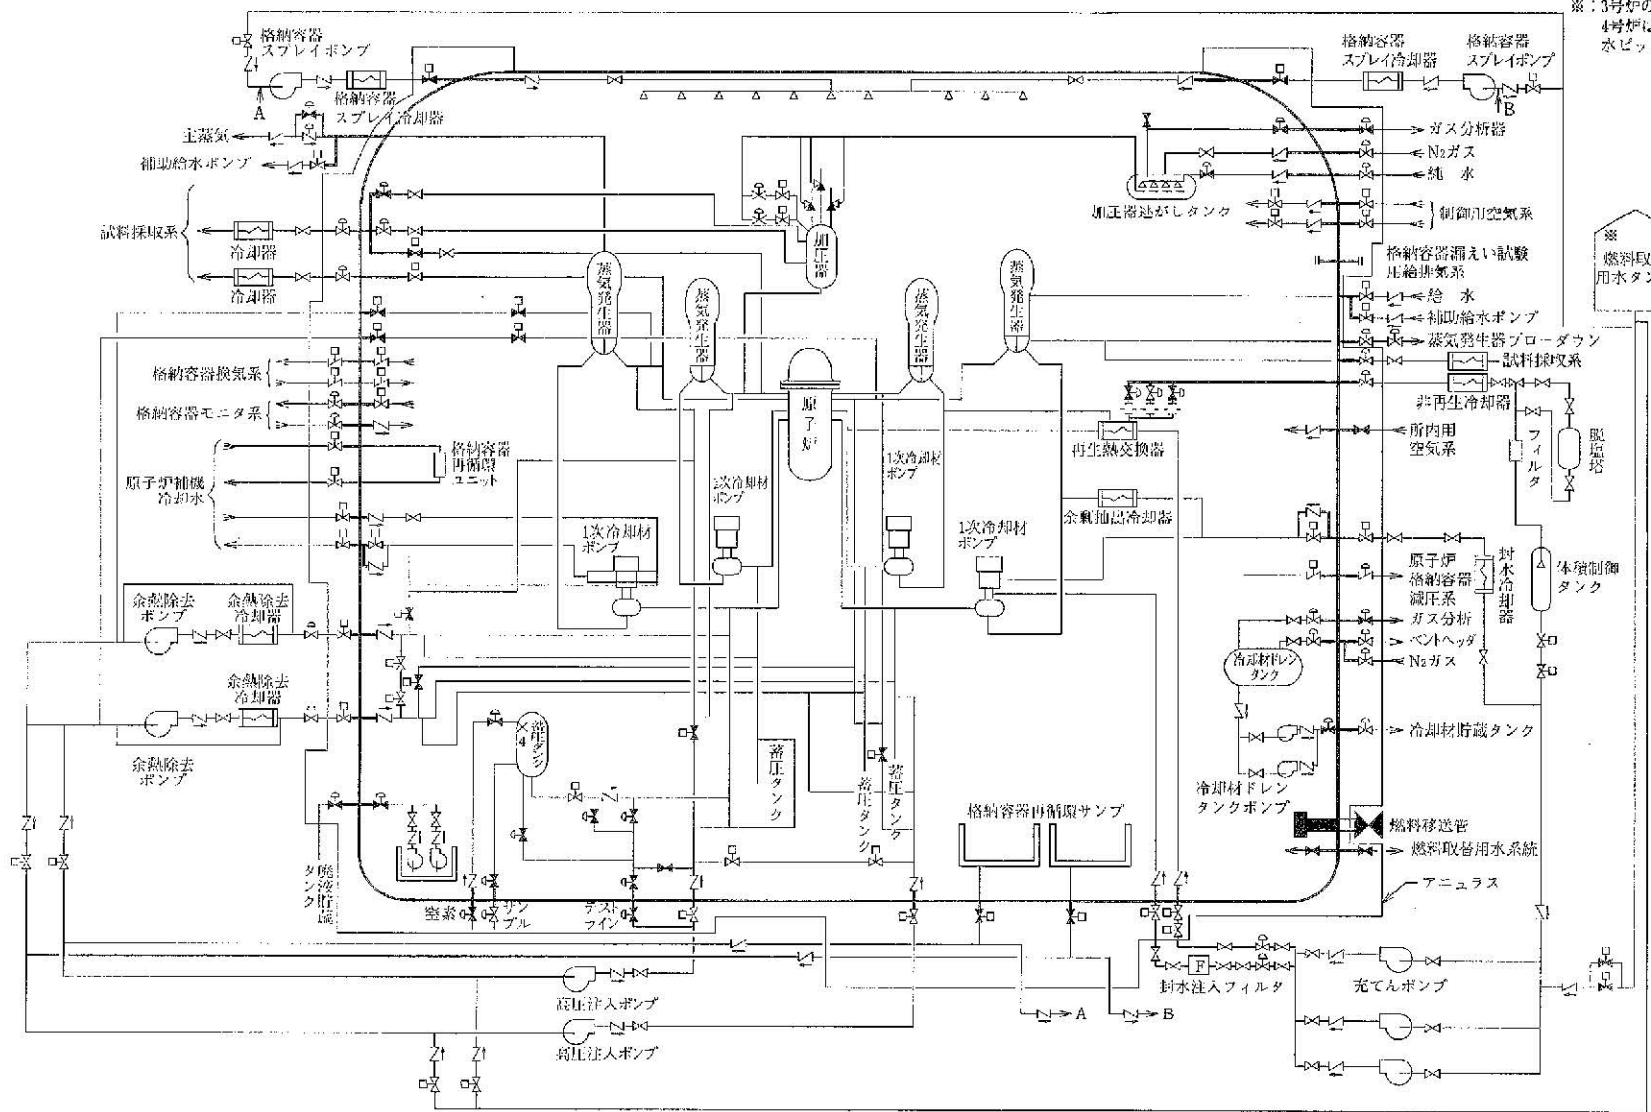 ※：3号炉の
4号炉は
水ピッ
格納容器
スプレイポンプ
格納容器
スプレイ冷却器
A
主蒸気
補助給水ポンプ
試料採取系
冷却器
冷却器
格納容器換気系
格納容器モニタ系
原子炉補機
冷却水
格納容器
再循環
ユニット
余熱除去
ポンプ
余熱除去
冷却器
余熱除去
冷却器
余熱除去
ポンプ
廃液貯蔵
タンク
窒素
サン
プル
テスト
ライン
高圧注入ポンプ
高圧注入ポンプ
蒸気発生器
蒸気発生器
加圧器
原子炉
蒸気発生器
蒸気発生器
1次冷却材
ポンプ
1次冷却材
ポンプ
1次冷却材
ポンプ
1次冷却材
ポンプ
蓄圧タンク
×4
蓄圧タンク
蓄圧タンク
蓄圧タンク
格納容器再循環サンプ
A
B
格納容器
スプレイ冷却器
格納容器
スプレイポンプ
B
ガス分析器
N2ガス
純水
加圧器逃がしタンク
制御用空気系
格納容器漏えい試験
用給排気系
給水
補助給水ポンプ
蒸気発生器ブローダウン
試料採取系
非再生冷却器
再生熱交換器
所内用
空気系
フィルタ
脱塩塔
余剰抽出冷却器
原子炉
格納容器
減圧系
封水冷却器
体積制御
タンク
ガス分析
ベントヘッダ
N2ガス
冷却材ドレン
タンク
冷却材貯蔵タンク
冷却材ドレン
タンクポンプ
燃料移送管
燃料取替用水系統
アニュラス
F
封水注入フィルタ
充てんポンプ
※
燃料取
用水タン